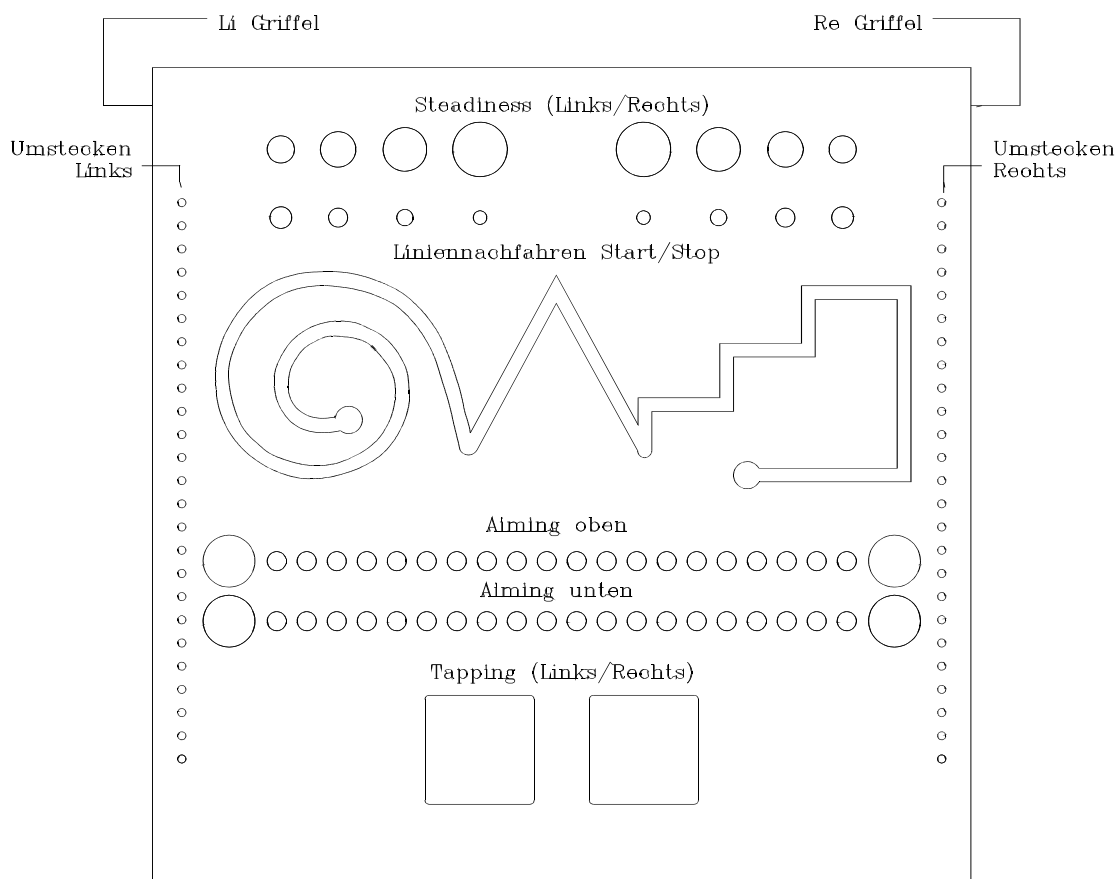 Li Griffel
Re Griffel
Steadiness (Links/Rechts)
Umstecken
Links
Umstecken
Rechts
Liniennachfahren Start/Stop
Aiming oben
Aiming unten
Tapping (Links/Rechts)